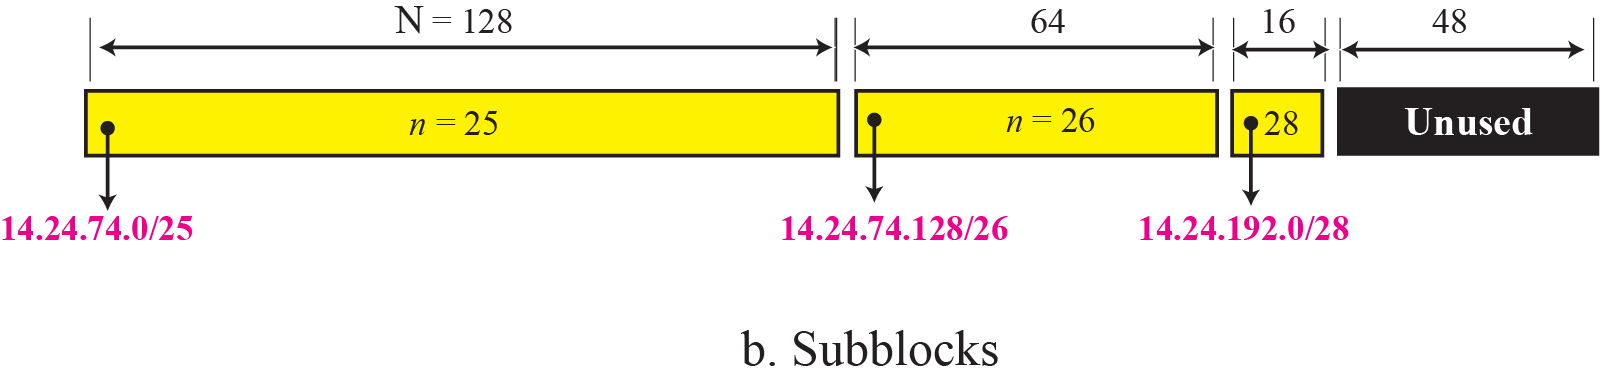 N = 128 64 16 48
n = 25 n = 26 28 Unused
14.24.74.0/25 14.24.74.128/26 14.24.192.0/28
b. Subblocks